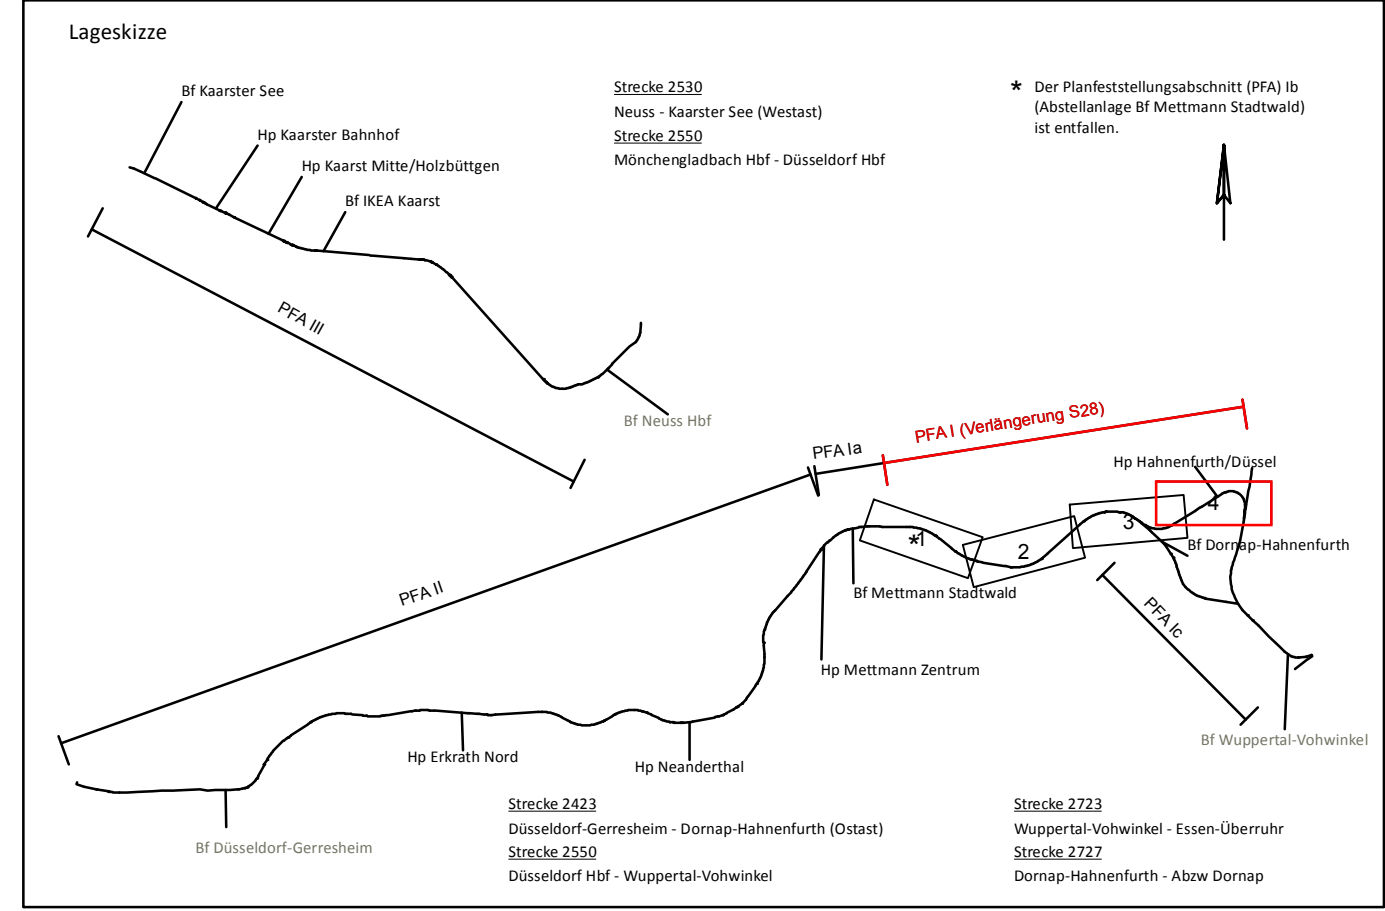 Lageskizze
Bf Kaarster See
Hp Kaarster Bahnhof
Hp Kaarst Mitte/Holzbüttgen
Bf IKEA Kaarst
Strecke 2530
Neuss - Kaarster See (Westast)
Strecke 2550
Mönchengladbach Hbf - Düsseldorf Hbf
* Der Planfeststellungsabschnitt (PFA) Ib
(Abstellanlage Bf Mettmann Stadtwald)
ist entfallen.
PFA III
Bf Neuss Hbf
PFA I (Verlängerung S28)
PFA Ia
Hp Hahnenfurth/Düssel
4
3
*1
2
Bf Dornap-Hahnenfurth
PFA II
Bf Mettmann Stadtwald
PFA Ic
Hp Mettmann Zentrum
Bf Wuppertal-Vohwinkel
Hp Erkrath Nord
Hp Neanderthal
Bf Düsseldorf-Gerresheim
Strecke 2423
Düsseldorf-Gerresheim - Dornap-Hahnenfurth (Ostast)
Strecke 2550
Düsseldorf Hbf - Wuppertal-Vohwinkel
Strecke 2723
Wuppertal-Vohwinkel - Essen-Überruhr
Strecke 2727
Dornap-Hahnenfurth - Abzw Dornap